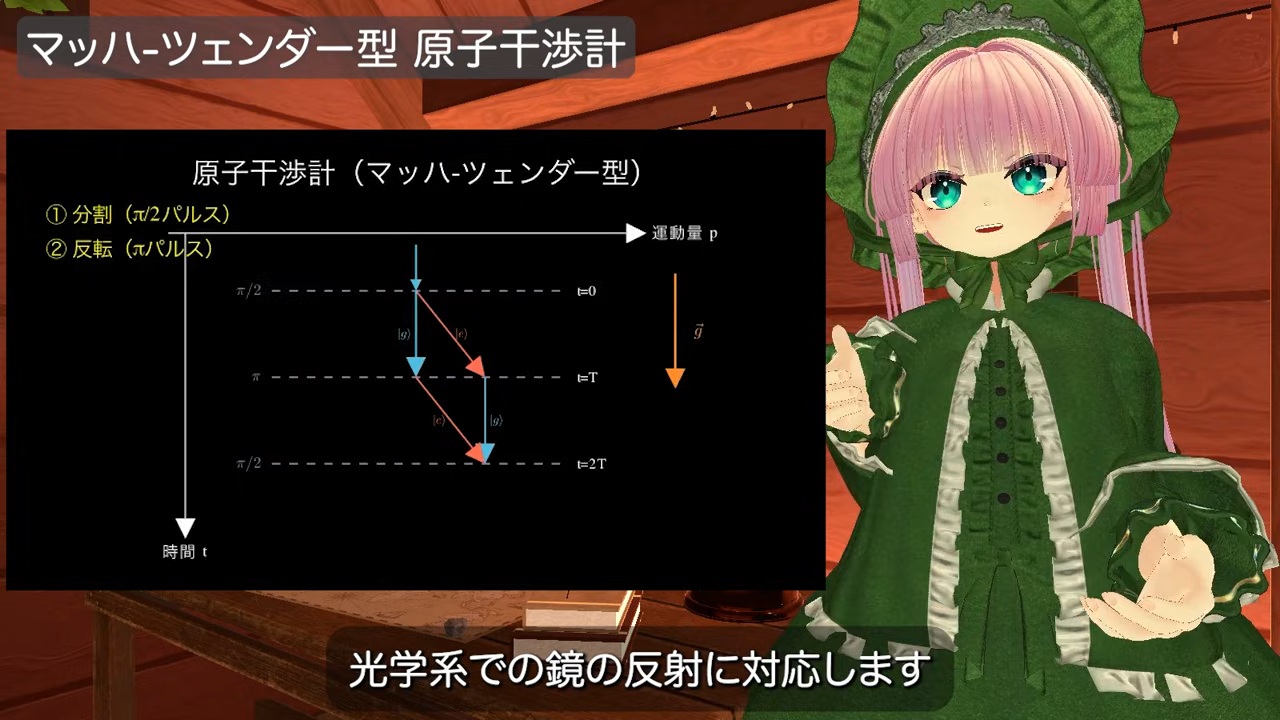 マッハ-ツェンダー型 原子干渉計
原子干渉計（マッハ-ツェンダー型）
① 分割（π/2パルス）
② 反転（πパルス）
運動量 p
π/2
t=0
|g⟩
|e⟩
g⃗
π
t=T
|e⟩
|g⟩
π/2
t=2T
時間 t
光学系での鏡の反射に対応します